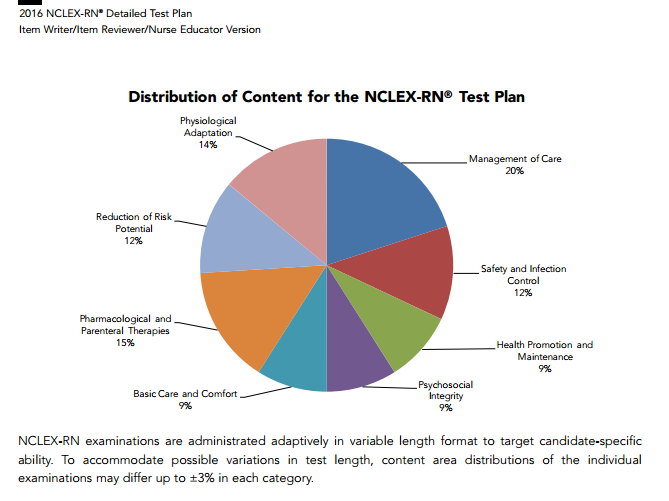 2016 NCLEX-RN® Detailed Test Plan
Item Writer/Item Reviewer/Nurse Educator Version
Distribution of Content for the NCLEX-RN® Test Plan
Physiological
Adaptation
14%
Management of Care
20%
Reduction of Risk
Potential
12%
Safety and Infection
Control
12%
Pharmacological and
Parenteral Therapies
15%
Health Promotion and
Maintenance
9%
Basic Care and Comfort
9%
Psychosocial
Integrity
9%
NCLEX-RN examinations are administrated adaptively in variable length format to target candidate-specific
ability. To accommodate possible variations in test length, content area distributions of the individual
examinations may differ up to ±3% in each category.